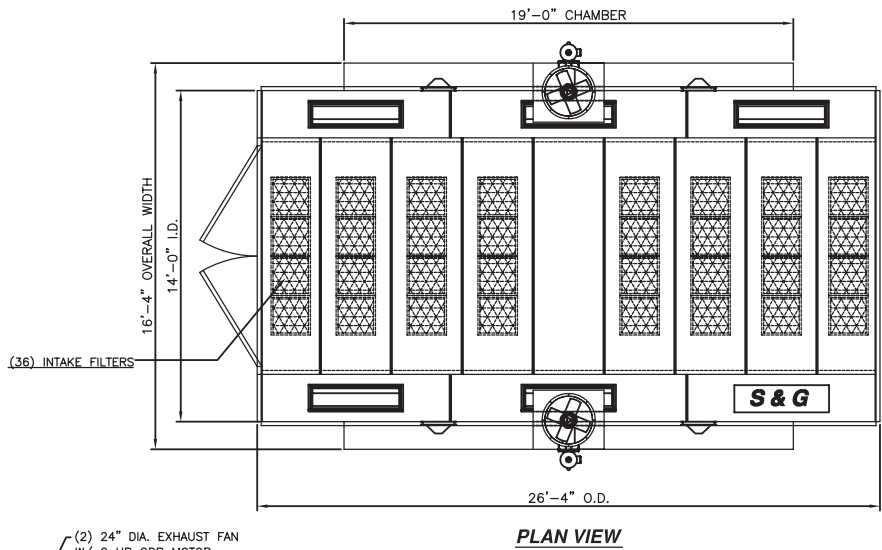 19'-0" CHAMBER
16'-4" OVERALL WIDTH
14'-0" I.D.
(36) INTAKE FILTERS
S & G
26'-4" O.D.
(2) 24" DIA. EXHAUST FAN
PLAN VIEW